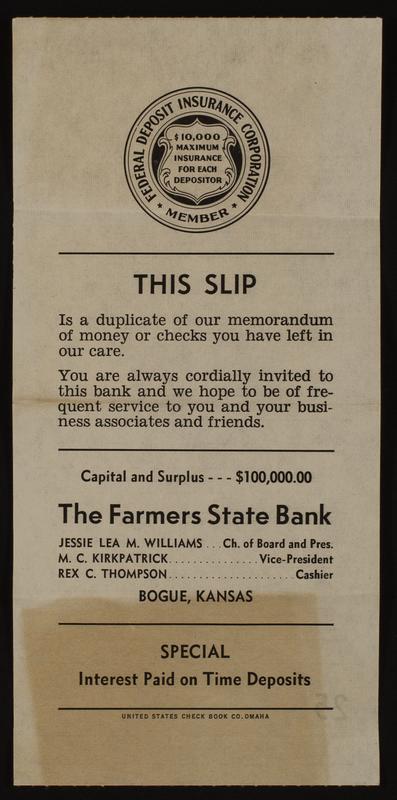 FEDERAL DEPOSIT INSURANCE CORPORATION
$10,000
MAXIMUM
INSURANCE
FOR EACH
DEPOSITOR
★ MEMBER ★
THIS SLIP
Is a duplicate of our memorandum
of money or checks you have left in
our care.
You are always cordially invited to
this bank and we hope to be of fre-
quent service to you and your busi-
ness associates and friends.
Capital and Surplus - - - $100,000.00
The Farmers State Bank
JESSIE LEA M. WILLIAMS . . . Ch. of Board and Pres.
M. C. KIRKPATRICK. . . . . . . . . . . . . . . Vice-President
REX C. THOMPSON. . . . . . . . . . . . . . . . . . . . . Cashier
BOGUE, KANSAS
SPECIAL
Interest Paid on Time Deposits
UNITED STATES CHECK BOOK CO. OMAHA
25